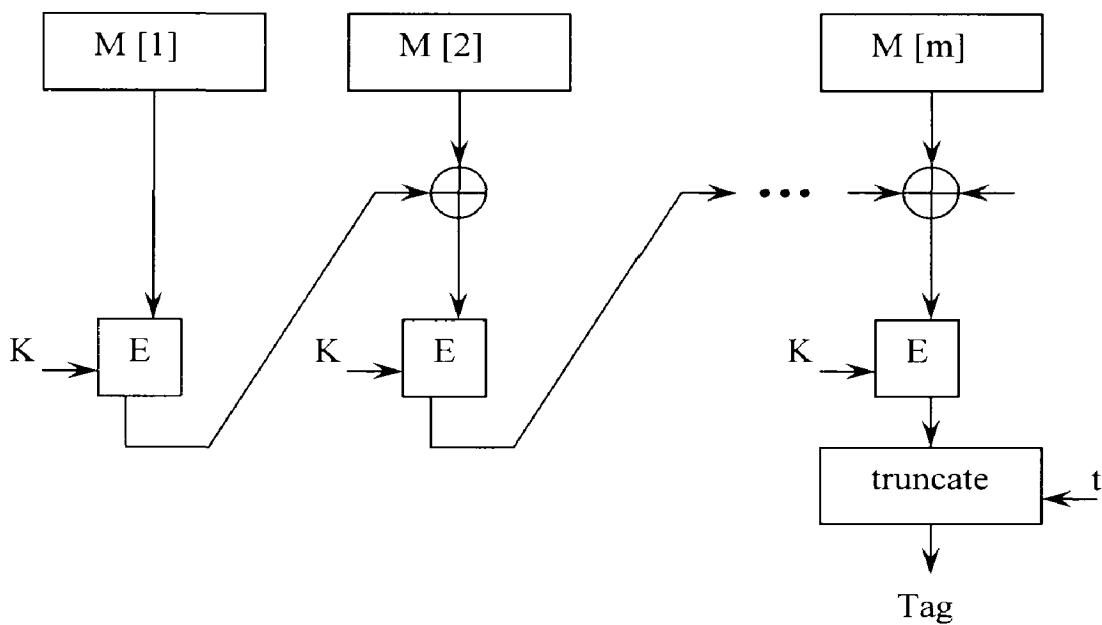 M [1] M [2] M [m]
• • •
K E K E K E
truncate t
Tag